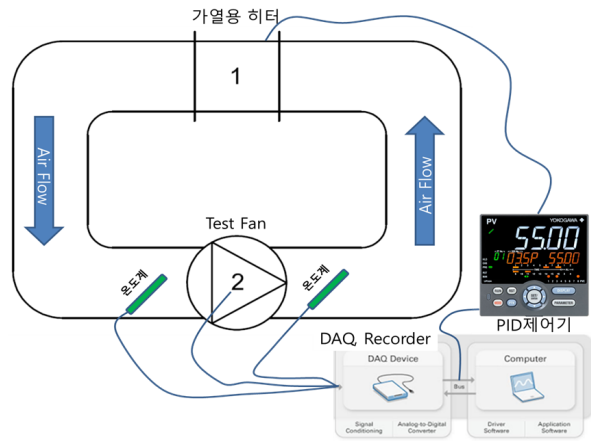 가열용 히터
1
Air Flow
Air Flow
Test Fan
2
온도계
온도계
PV
YOKOGAWA
55.00
03SP 55.00
PID제어기
DAQ, Recorder
DAQ Device
Computer
Bus
Signal
Conditioning
Analog-to-Digital
Converter
Driver
Software
Application
Software